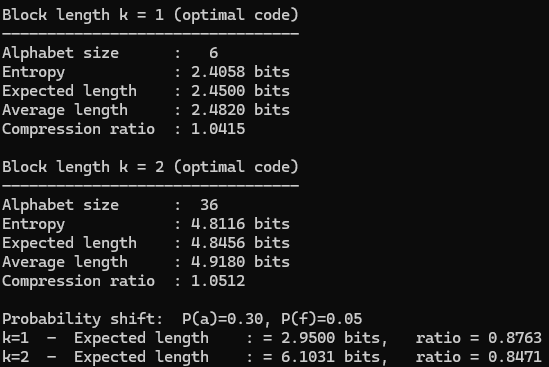 Block length k = 1 (optimal code)
─────────────────────────────────
Alphabet size      :   6
Entropy            : 2.4058 bits
Expected length    : 2.4500 bits
Average length     : 2.4820 bits
Compression ratio  : 1.0415

Block length k = 2 (optimal code)
─────────────────────────────────
Alphabet size      :  36
Entropy            : 4.8116 bits
Expected length    : 4.8456 bits
Average length     : 4.9180 bits
Compression ratio  : 1.0512

Probability shift:  P(a)=0.30, P(f)=0.05
k=1  –  Expected length    : = 2.9500 bits,   ratio = 0.8763
k=2  –  Expected length    : = 6.1031 bits,   ratio = 0.8471